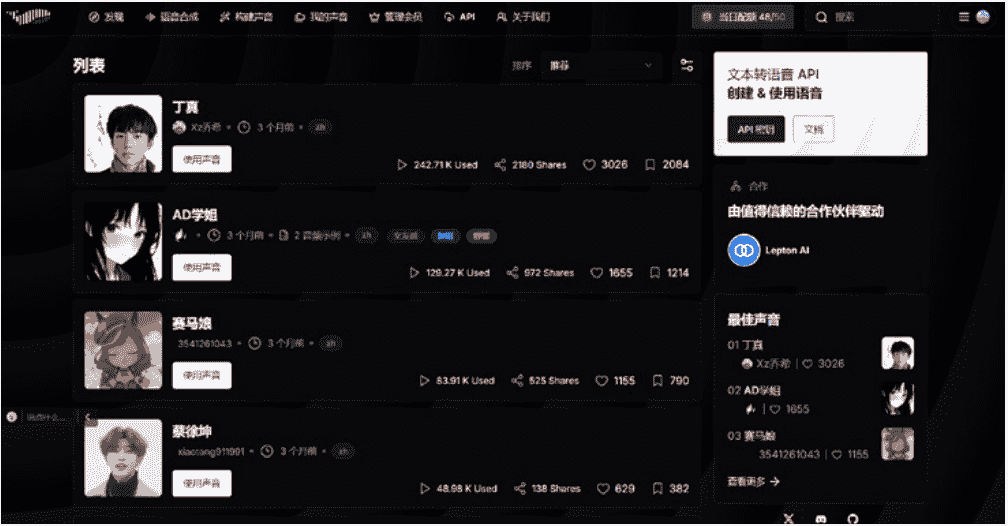 发现 语音合成 构建声音 我的声音 管理会员 API 关于我们 当日配额 48/50 搜索
列表
排序 推荐
丁真
Xz乔希 • 3 个月前 • zh
使用声音
242.71 K Used 2180 Shares 3026 2084
AD学姐
• 3 个月前 • 2 音频示例 • zh
使用声音
129.27 K Used 972 Shares 1655 1214
赛马娘
3541261043 • 3 个月前 • zh
使用声音
83.91 K Used 525 Shares 1155 790
蔡徐坤
xiaotang911991 • 3 个月前 • zh
使用声音
48.98 K Used 138 Shares 629 382
文本转语音 API
创建 & 使用语音
API 密钥 文档
合作
由值得信赖的合作伙伴驱动
Lepton AI
最佳声音
01 丁真
Xz乔希 | 3026
02 AD学姐
| 1655
03 赛马娘
3541261043 | 1155
查看更多 →